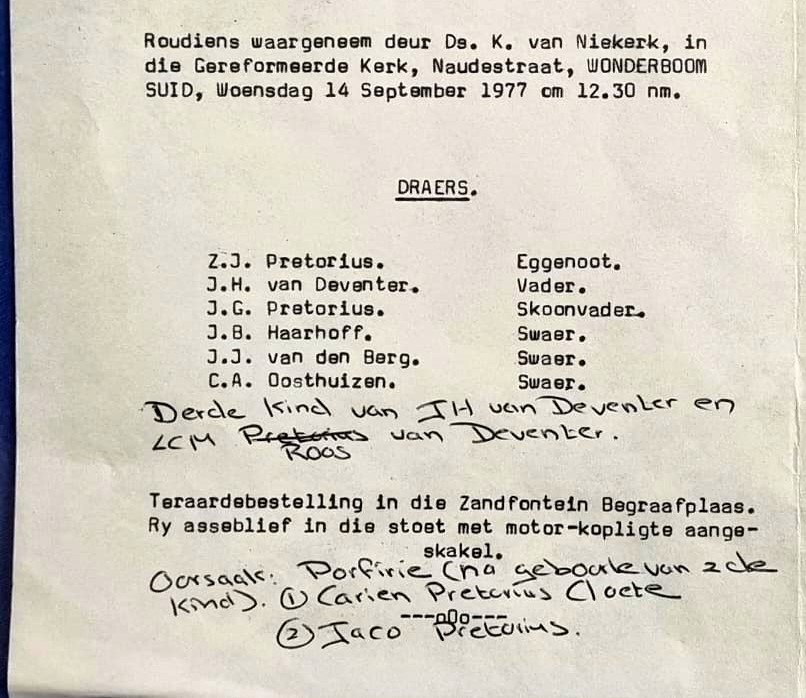 Roudiens waargeneem deur Ds. K. van Niekerk, in
die Gereformeerde Kerk, Naudestraat, WONDERBOOM
SUID, Woensdag 14 September 1977 om 12.30 nm.
DRAERS.
Z.J. Pretorius. Eggenoot.
J.H. van Deventer. Vader.
J.G. Pretorius. Skoonvader.
J.B. Haarhoff. Swaer.
J.J. van den Berg. Swaer.
C.A. Oosthuizen. Swaer.
Derde kind van JH van Deventer en
LCM Pretorius van Deventer.
Roos
Teraardebestelling in die Zandfontein Begraafplaas.
Ry asseblief in die stoet met motor-kopligte aange-
skakel.
Oorsaak: Porfirie (na geboorte van 2de
kind). ① Carien Pretorius Cloete
---oOo---
② Jaco Pretorius.